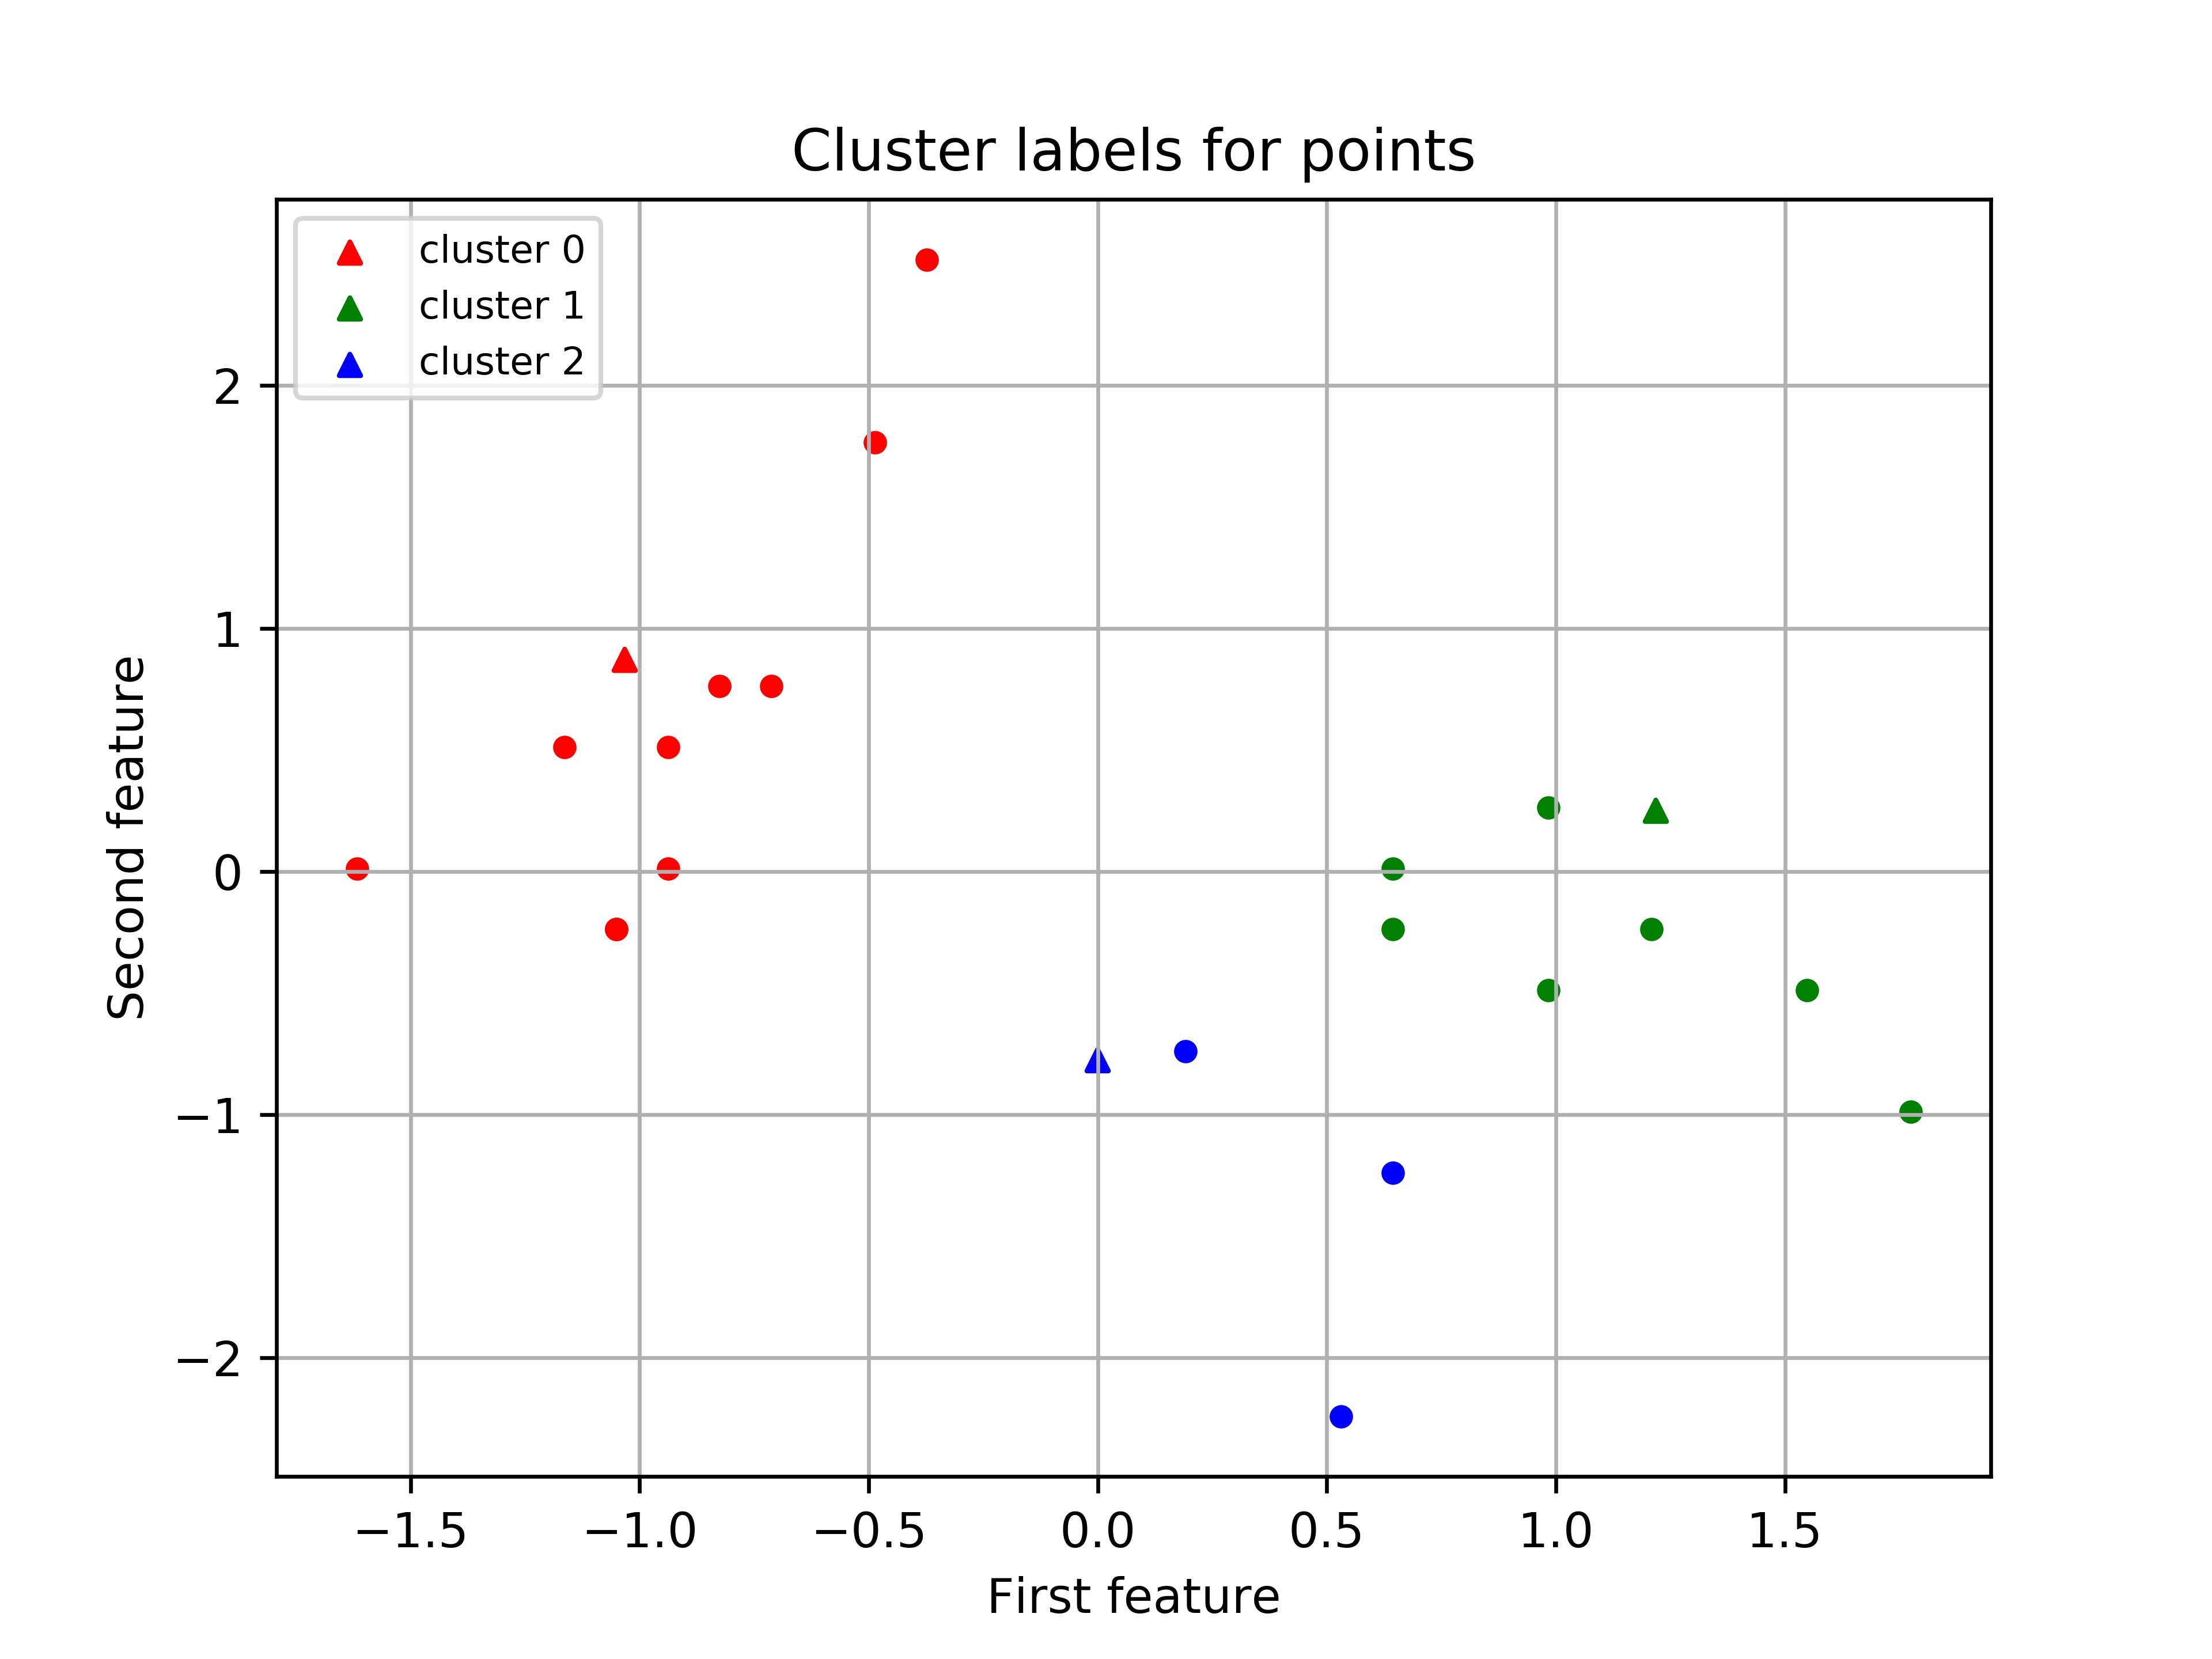 Cluster labels for points
cluster 0
cluster 1
cluster 2
2
1
0
−1
−2
Second feature
−1.5 −1.0 −0.5 0.0 0.5 1.0 1.5
First feature